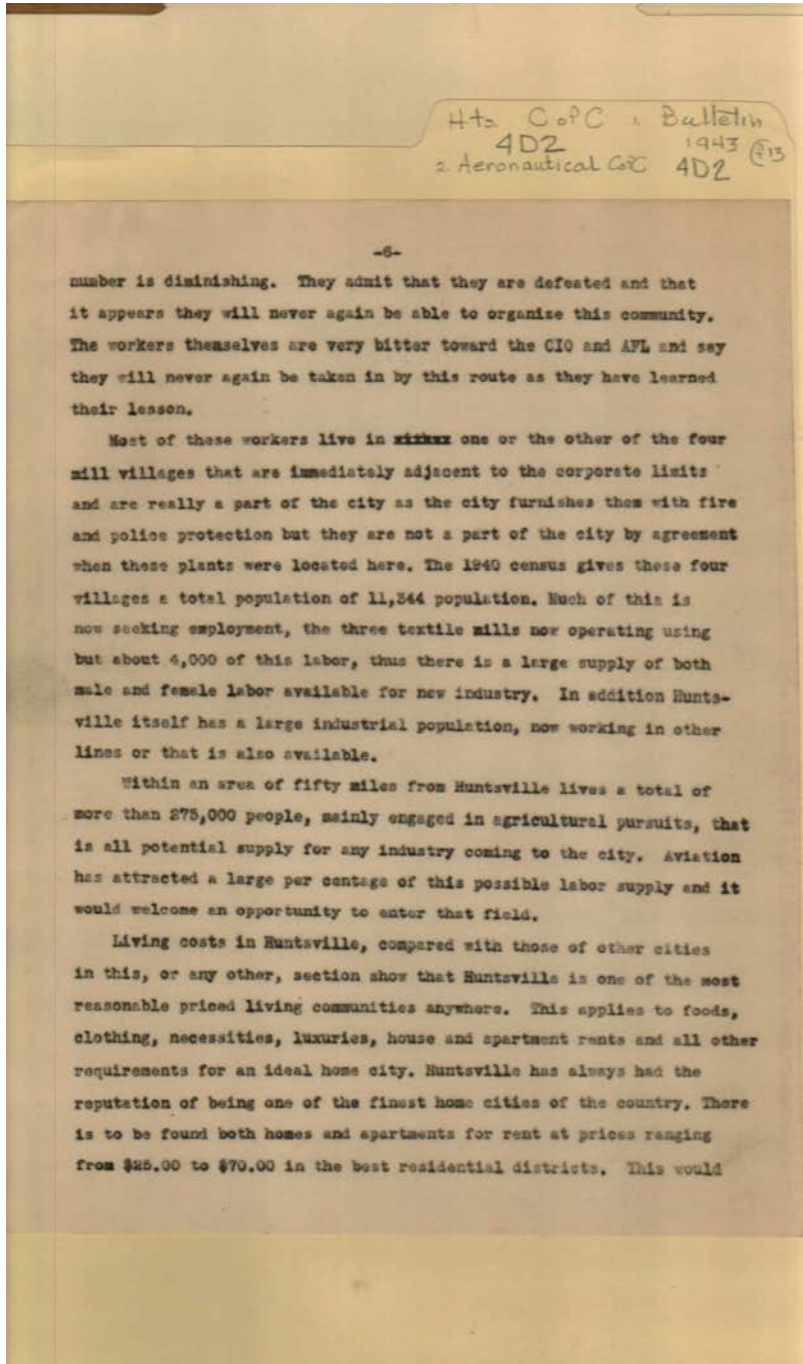 Hts CofC 1. Bulletin
4D2 1943
2. Aeronautical CofC 4D2
-6-
number is diminishing. They admit that they are defeated and that
it appears they will never again be able to organize this community.
The workers themselves are very bitter toward the CIO and AFL and say
they will never again be taken in by this route as they have learned
their lesson.
Most of these workers live in one or the other of the four
mill villages that are immediately adjacent to the corporate limits
and are really a part of the city as the city furnishes them with fire
and police protection but they are not a part of the city by agreement
when these plants were located here. The 1940 census gives these four
villages a total population of 11,544 population. Much of this is
now seeking employment, the three textile mills now operating using
but about 4,000 of this labor, thus there is a large supply of both
male and female labor available for new industry. In addition Hunts-
ville itself has a large industrial population, now working in other
lines or that is also available.
Within an area of fifty miles from Huntsville lives a total of
more than 275,000 people, mainly engaged in agricultural pursuits, that
is all potential supply for any industry coming to the city. Aviation
has attracted a large per centage of this possible labor supply and it
would welcome an opportunity to enter that field.
Living costs in Huntsville, compared with those of other cities
in this, or any other, section show that Huntsville is one of the most
reasonable priced living communities anywhere. This applies to foods,
clothing, necessities, luxuries, house and apartment rents and all other
requirements for an ideal home city. Huntsville has always had the
reputation of being one of the finest home cities of the country. There
is to be found both homes and apartments for rent at prices ranging
from $25.00 to $70.00 in the best residential districts. This would